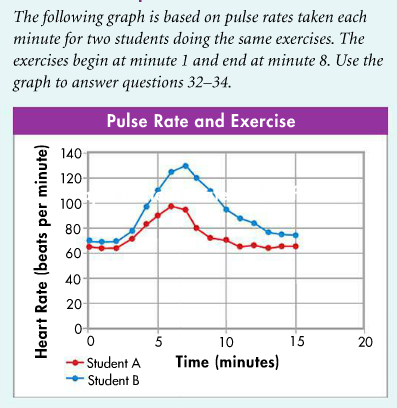 The following graph is based on pulse rates taken each
minute for two students doing the same exercises. The
exercises begin at minute 1 and end at minute 8. Use the
graph to answer questions 32–34.
Pulse Rate and Exercise
Heart Rate (beats per minute)
140
120
100
80
60
40
20
0
0 5 10 15 20
Time (minutes)
Student A
Student B